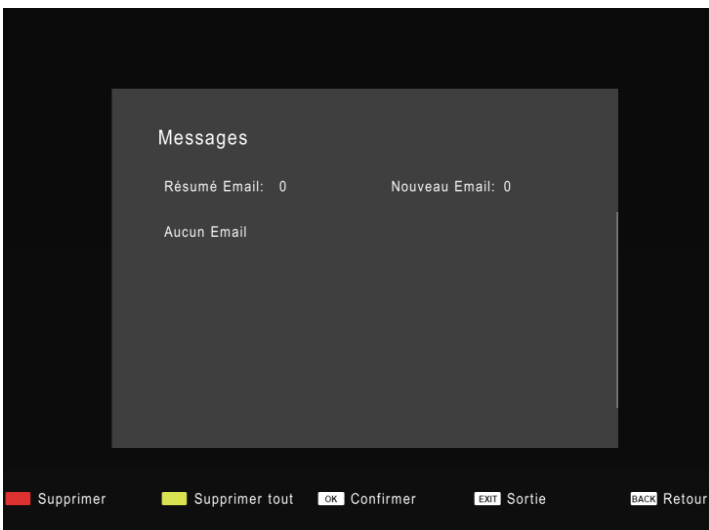 Messages
Résumé Email: 0 Nouveau Email: 0
Aucun Email
Supprimer Supprimer tout OK Confirmer EXIT Sortie BACK Retour